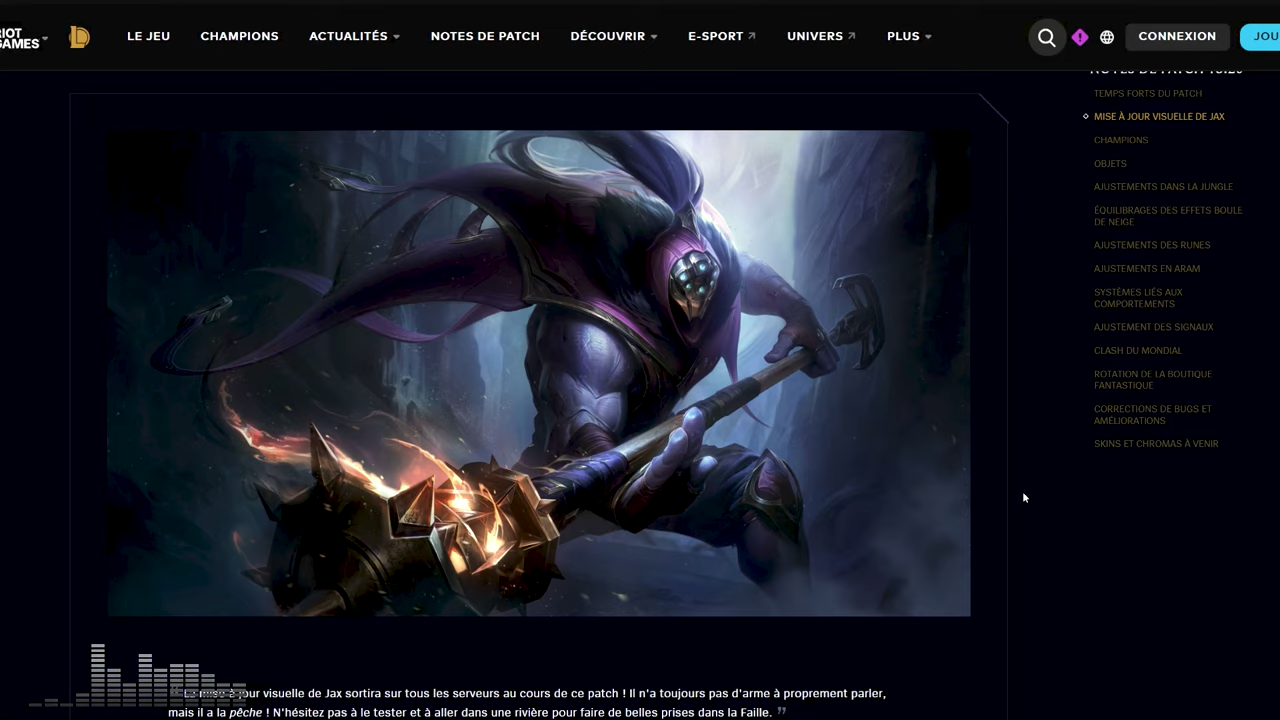 RIOT GAMES
LE JEU
CHAMPIONS
ACTUALITÉS
NOTES DE PATCH
DÉCOUVRIR
E-SPORT
UNIVERS
PLUS
CONNEXION
JOU
TEMPS FORTS DU PATCH
MISE À JOUR VISUELLE DE JAX
CHAMPIONS
OBJETS
AJUSTEMENTS DANS LA JUNGLE
ÉQUILIBRAGES DES EFFETS BOULE
DE NEIGE
AJUSTEMENTS DES RUNES
AJUSTEMENTS EN ARAM
SYSTÈMES LIÉS AUX
COMPORTEMENTS
AJUSTEMENT DES SIGNAUX
CLASH DU MONDIAL
ROTATION DE LA BOUTIQUE
FANTASTIQUE
CORRECTIONS DE BUGS ET
AMÉLIORATIONS
SKINS ET CHROMAS À VENIR
La mise à jour visuelle de Jax sortira sur tous les serveurs au cours de ce patch ! Il n'a toujours pas d'arme à proprement parler,
mais il a la pêche ! N'hésitez pas à le tester et à aller dans une rivière pour faire de belles prises dans la Faille. ”